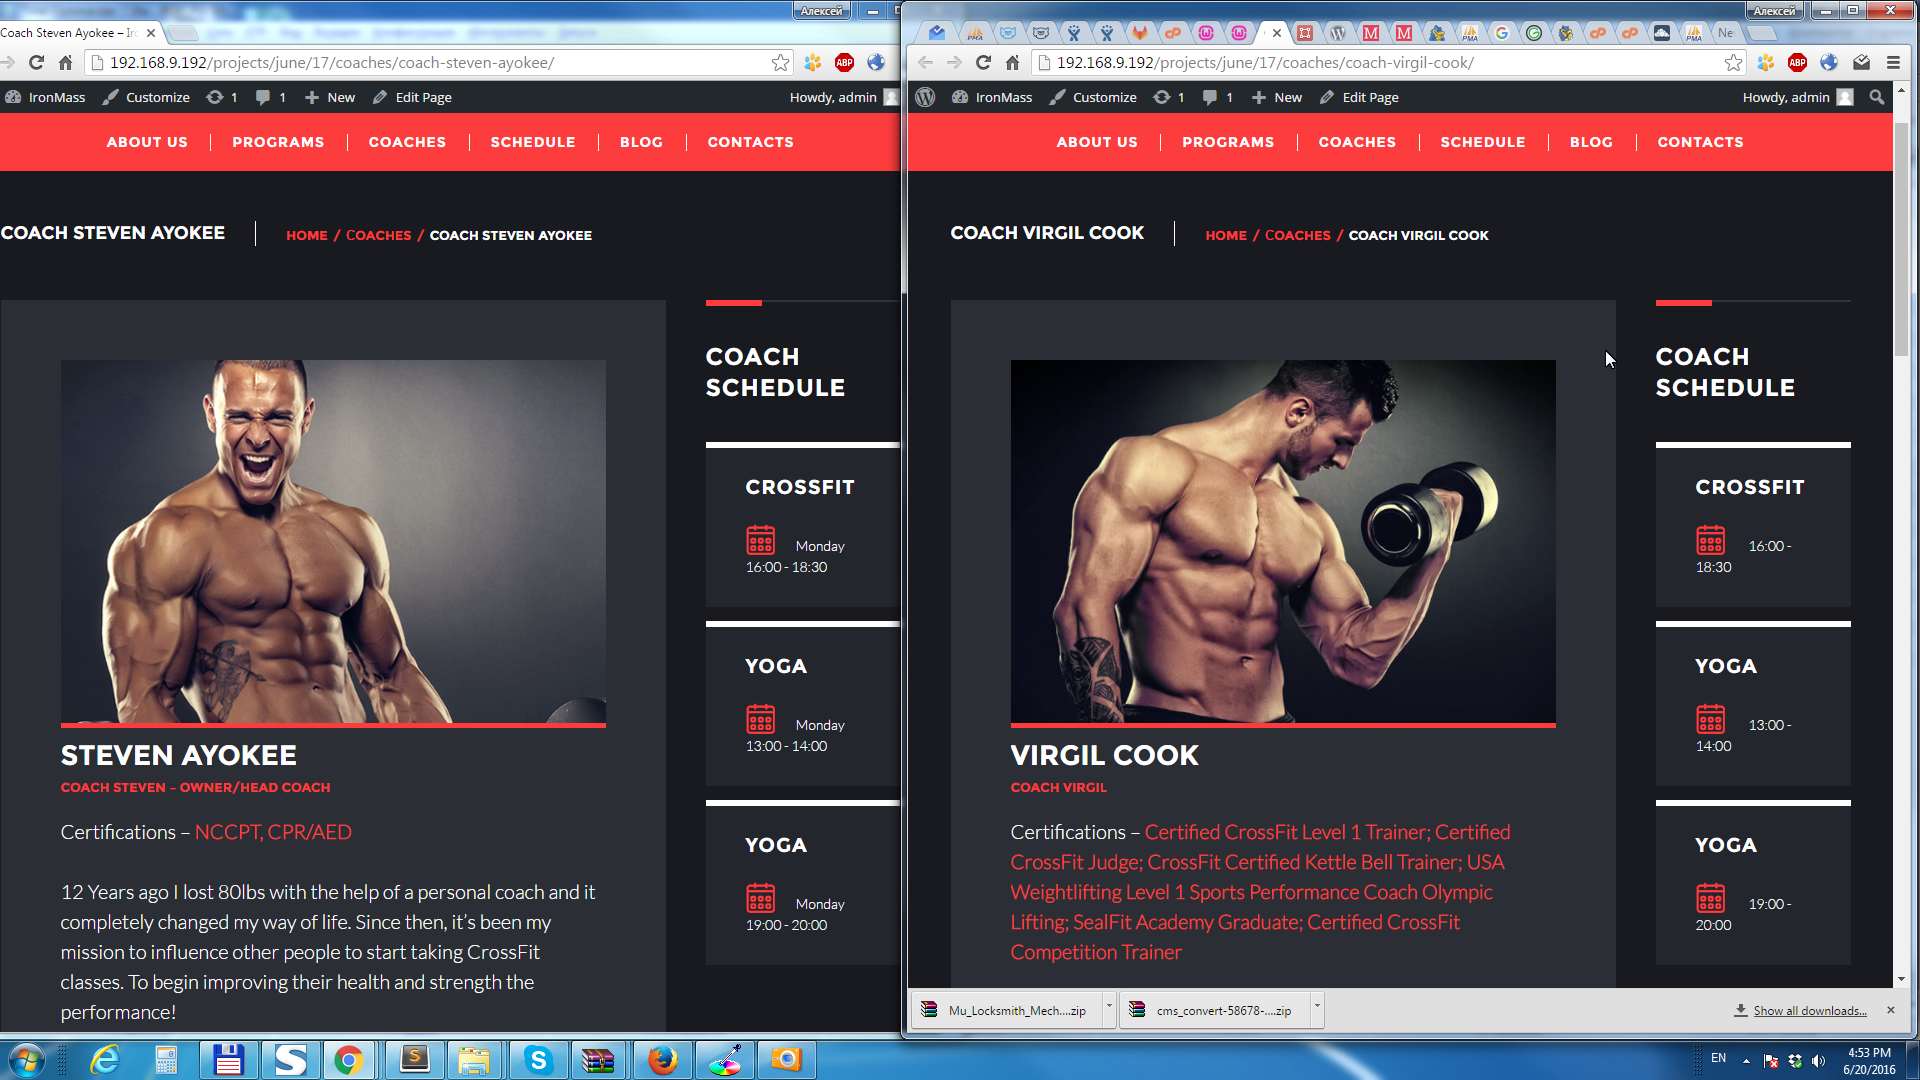 Алексей
Coach Steven Ayokee – Ir
192.168.9.192/projects/june/17/coaches/coach-steven-ayokee/
ABP
IronMass
Customize
1
1
New
Edit Page
Howdy, admin
ABOUT US
PROGRAMS
COACHES
SCHEDULE
BLOG
CONTACTS
COACH STEVEN AYOKEE
HOME / COACHES / COACH STEVEN AYOKEE
STEVEN AYOKEE
COACH STEVEN – OWNER/HEAD COACH
Certifications – NCCPT, CPR/AED
12 Years ago I lost 80lbs with the help of a personal coach and it
completely changed my way of life. Since then, it’s been my
mission to influence other people to start taking CrossFit
classes. To begin improving their health and strength the
performance!
COACH
SCHEDULE
CROSSFIT
Monday
16:00 - 18:30
YOGA
Monday
13:00 - 14:00
YOGA
Monday
19:00 - 20:00
Алексей
PMA
PMA
PMA
PMA
Ne
192.168.9.192/projects/june/17/coaches/coach-virgil-cook/
ABP
IronMass
Customize
1
1
New
Edit Page
Howdy, admin
ABOUT US
PROGRAMS
COACHES
SCHEDULE
BLOG
CONTACTS
COACH VIRGIL COOK
HOME / COACHES / COACH VIRGIL COOK
VIRGIL COOK
COACH VIRGIL
Certifications – Certified CrossFit Level 1 Trainer; Certified
CrossFit Judge; CrossFit Certified Kettle Bell Trainer; USA
Weightlifting Level 1 Sports Performance Coach Olympic
Lifting; SealFit Academy Graduate; Certified CrossFit
Competition Trainer
COACH
SCHEDULE
CROSSFIT
16:00 -
18:30
YOGA
13:00 -
14:00
YOGA
19:00 -
20:00
Mu_Locksmith_Mech....zip
cms_convert-58678-....zip
Show all downloads...
EN
4:53 PM
6/20/2016